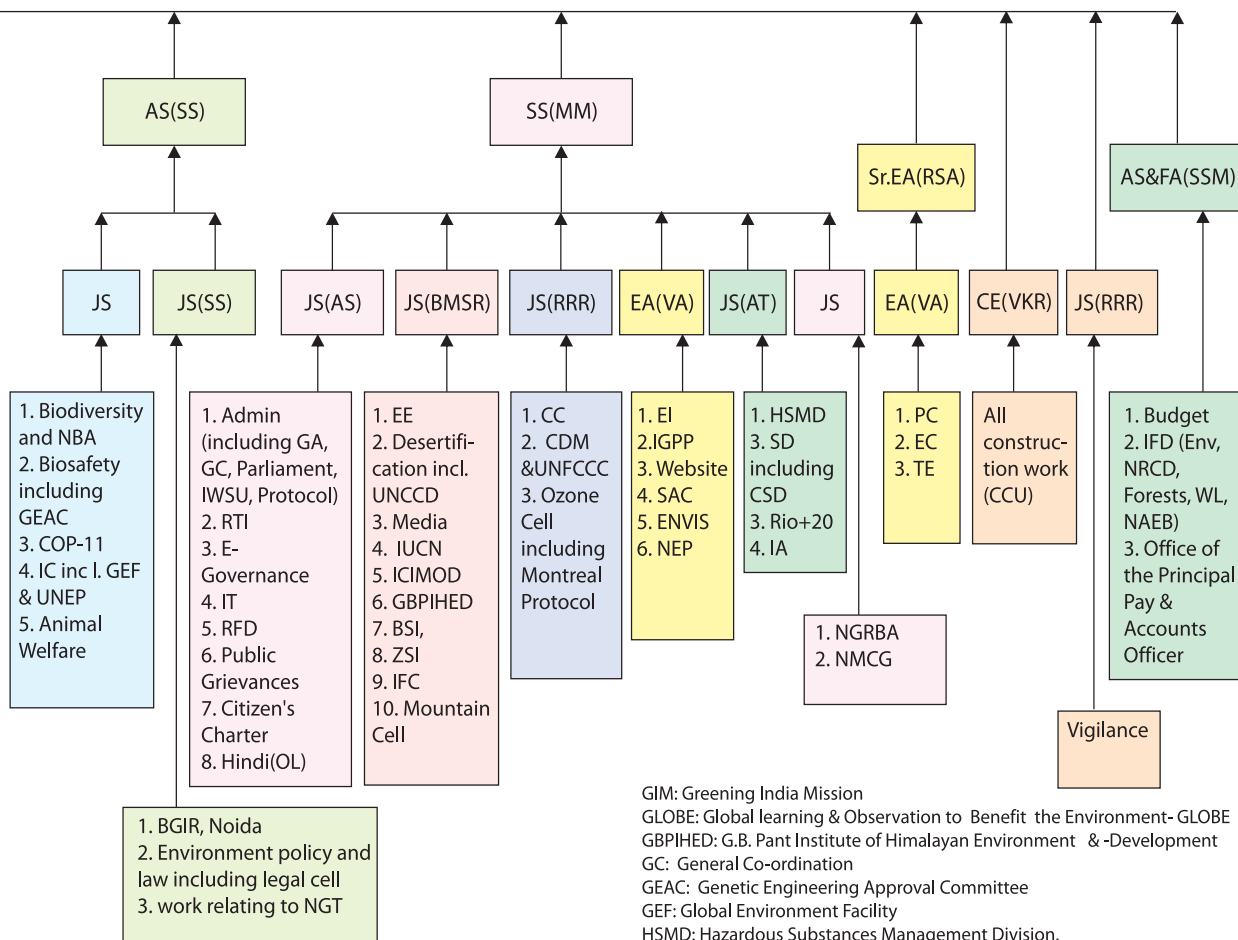 AS(SS)
SS(MM)
Sr.EA(RSA)
AS&FA(SSM)
JS
JS(SS)
JS(AS)
JS(BMSR)
JS(RRR)
EA(VA)
JS(AT)
JS
EA(VA)
CE(VKR)
JS(RRR)
1. Biodiversity
and NBA
2. Biosafety
including
GEAC
3. COP-11
4. IC inc l. GEF
& UNEP
5. Animal
Welfare
1. Admin
(including GA,
GC, Parliament,
IWSU, Protocol)
2. RTI
3. E-
Governance
4. IT
5. RFD
6. Public
Grievances
7. Citizen's
Charter
8. Hindi(OL)
1. EE
2. Desertifi-
cation incl.
UNCCD
3. Media
4. IUCN
5. ICIMOD
6. GBPIHED
7. BSI,
8. ZSI
9. IFC
10. Mountain
Cell
1. CC
2. CDM
&UNFCCC
3. Ozone
Cell
including
Montreal
Protocol
1. EI
2.IGPP
3. Website
4. SAC
5. ENVIS
6. NEP
1. HSMD
3. SD
including
CSD
3. Rio+20
4. IA
1. PC
2. EC
3. TE
All
construc-
tion work
(CCU)
1. Budget
2. IFD (Env,
NRCD,
Forests, WL,
NAEB)
3. Office of
the Principal
Pay &
Accounts
Officer
1. NGRBA
2. NMCG
Vigilance
1. BGIR, Noida
2. Environment policy and
law including legal cell
3. work relating to NGT
GIM: Greening India Mission
GLOBE: Global learning & Observation to Benefit the Environment- GLOBE
GBPIHED: G.B. Pant Institute of Himalayan Environment & -Development
GC: General Co-ordination
GEAC: Genetic Engineering Approval Committee
GEF: Global Environment Facility
HSMD: Hazardous Substances Management Division.